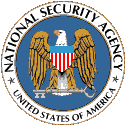 NATIONAL SECURITY AGENCY
UNITED STATES OF AMERICA